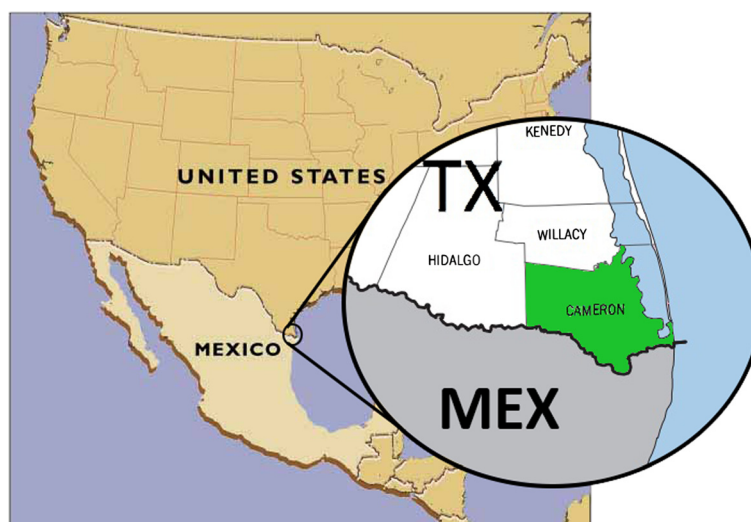 KENEDY
TX
UNITED STATES
WILLACY
HIDALGO
CAMERON
MEXICO
MEX